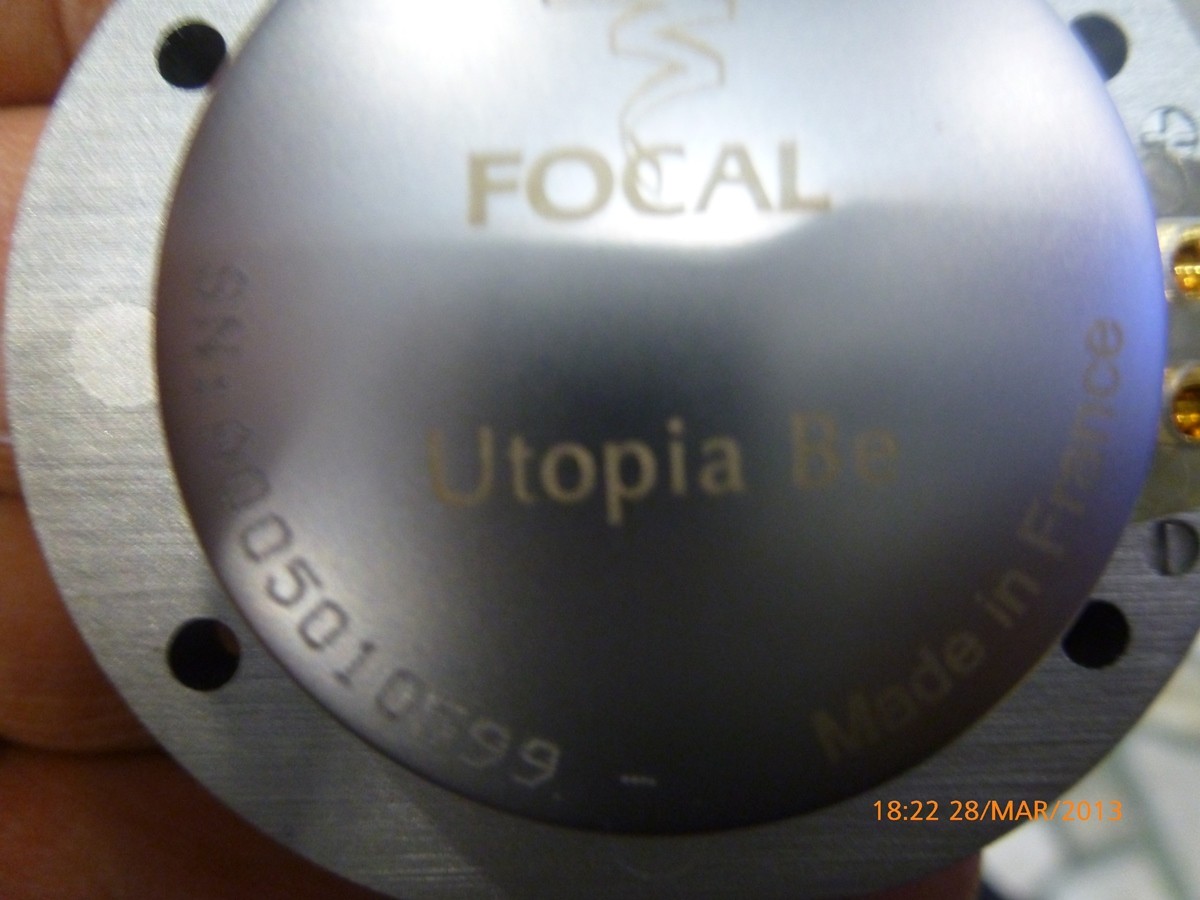 FOCAL
Utopia Be
Made in France
18:22 28/MAR/2013